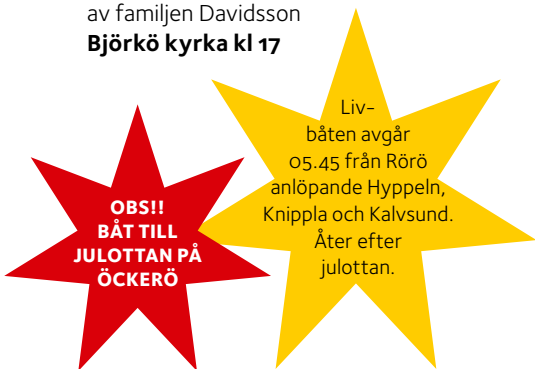 av familjen Davidsson
Björkö kyrka kl 17
OBS!!
BÅT TILL
JULOTTAN PÅ
ÖCKERÖ
Liv-
båten avgår
05.45 från Rörö
anlöpande Hyppeln,
Knippla och Kalvsund.
Åter efter
julottan.